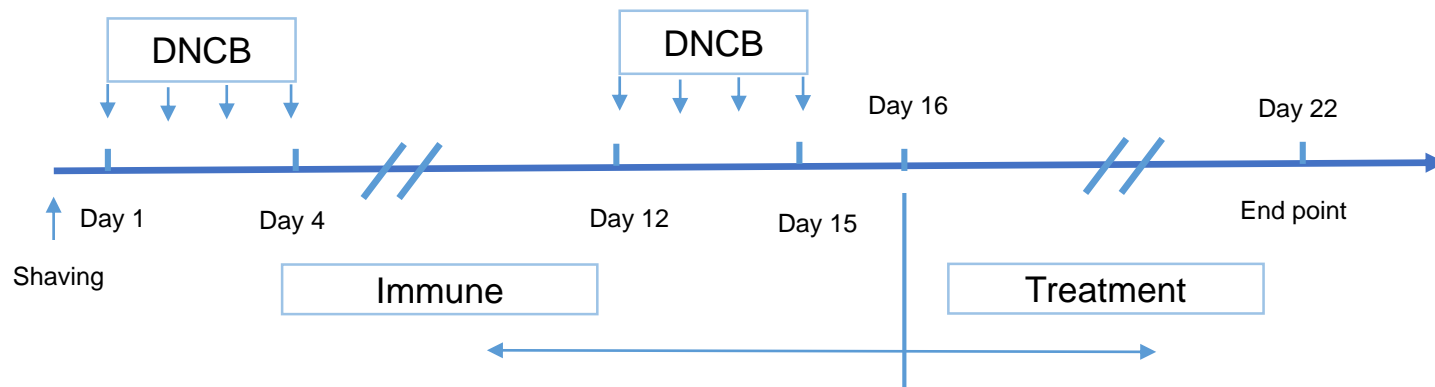 DNCB
DNCB
Day 16
Day 22
Day 1
Day 4
Day 12
Day 15
End point
Shaving
Immune
Treatment